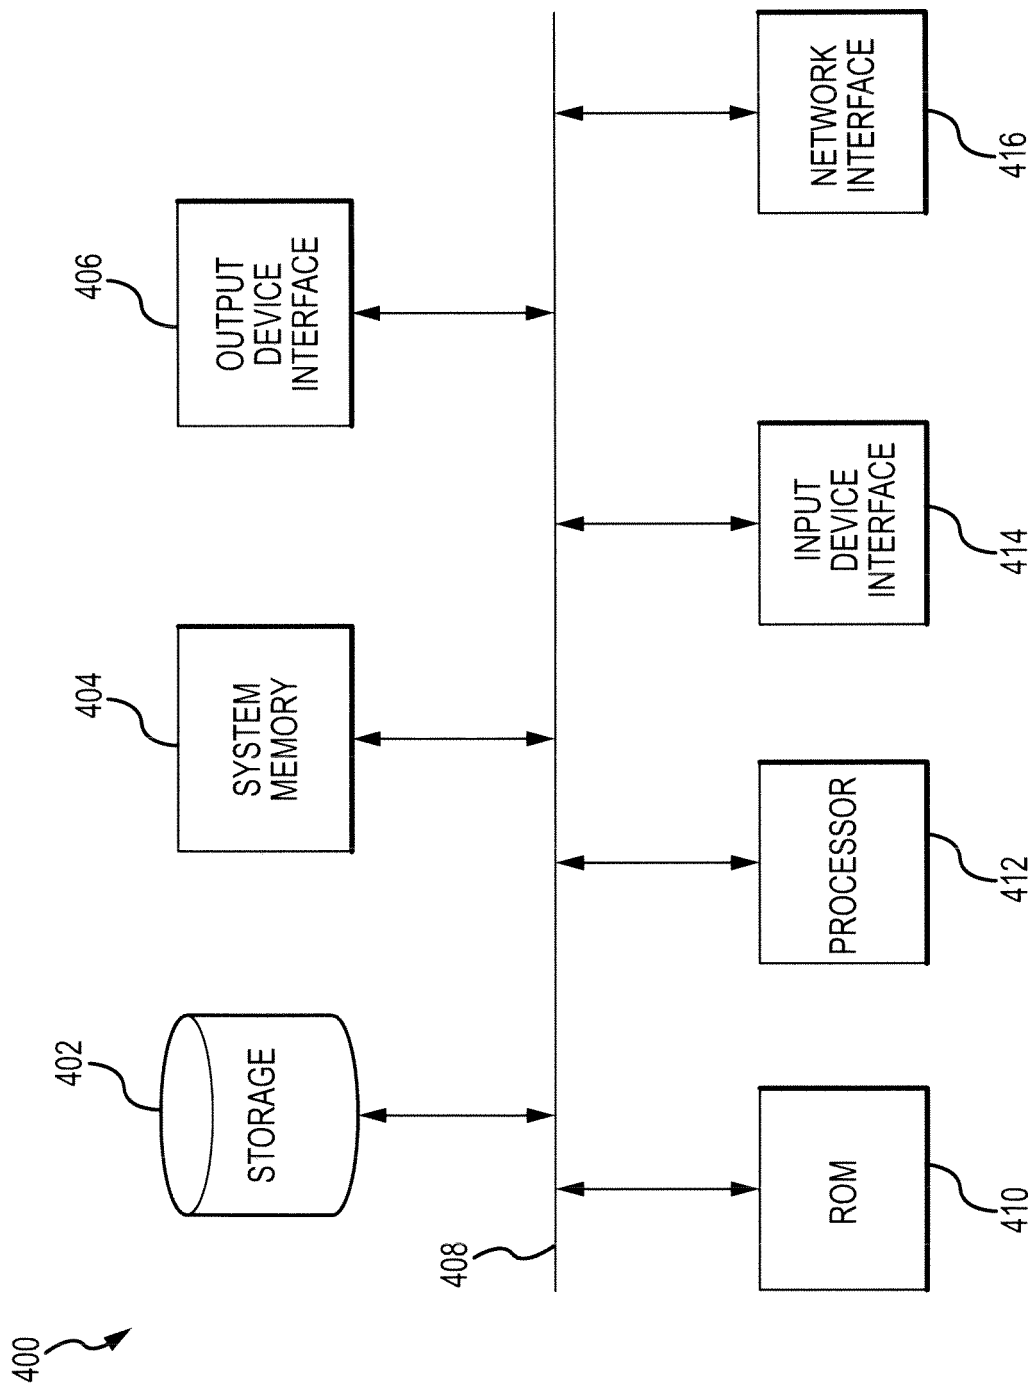 400
402
STORAGE
404
SYSTEM
MEMORY
406
OUTPUT
DEVICE
INTERFACE
408
ROM
410
PROCESSOR
412
INPUT
DEVICE
INTERFACE
414
NETWORK
INTERFACE
416